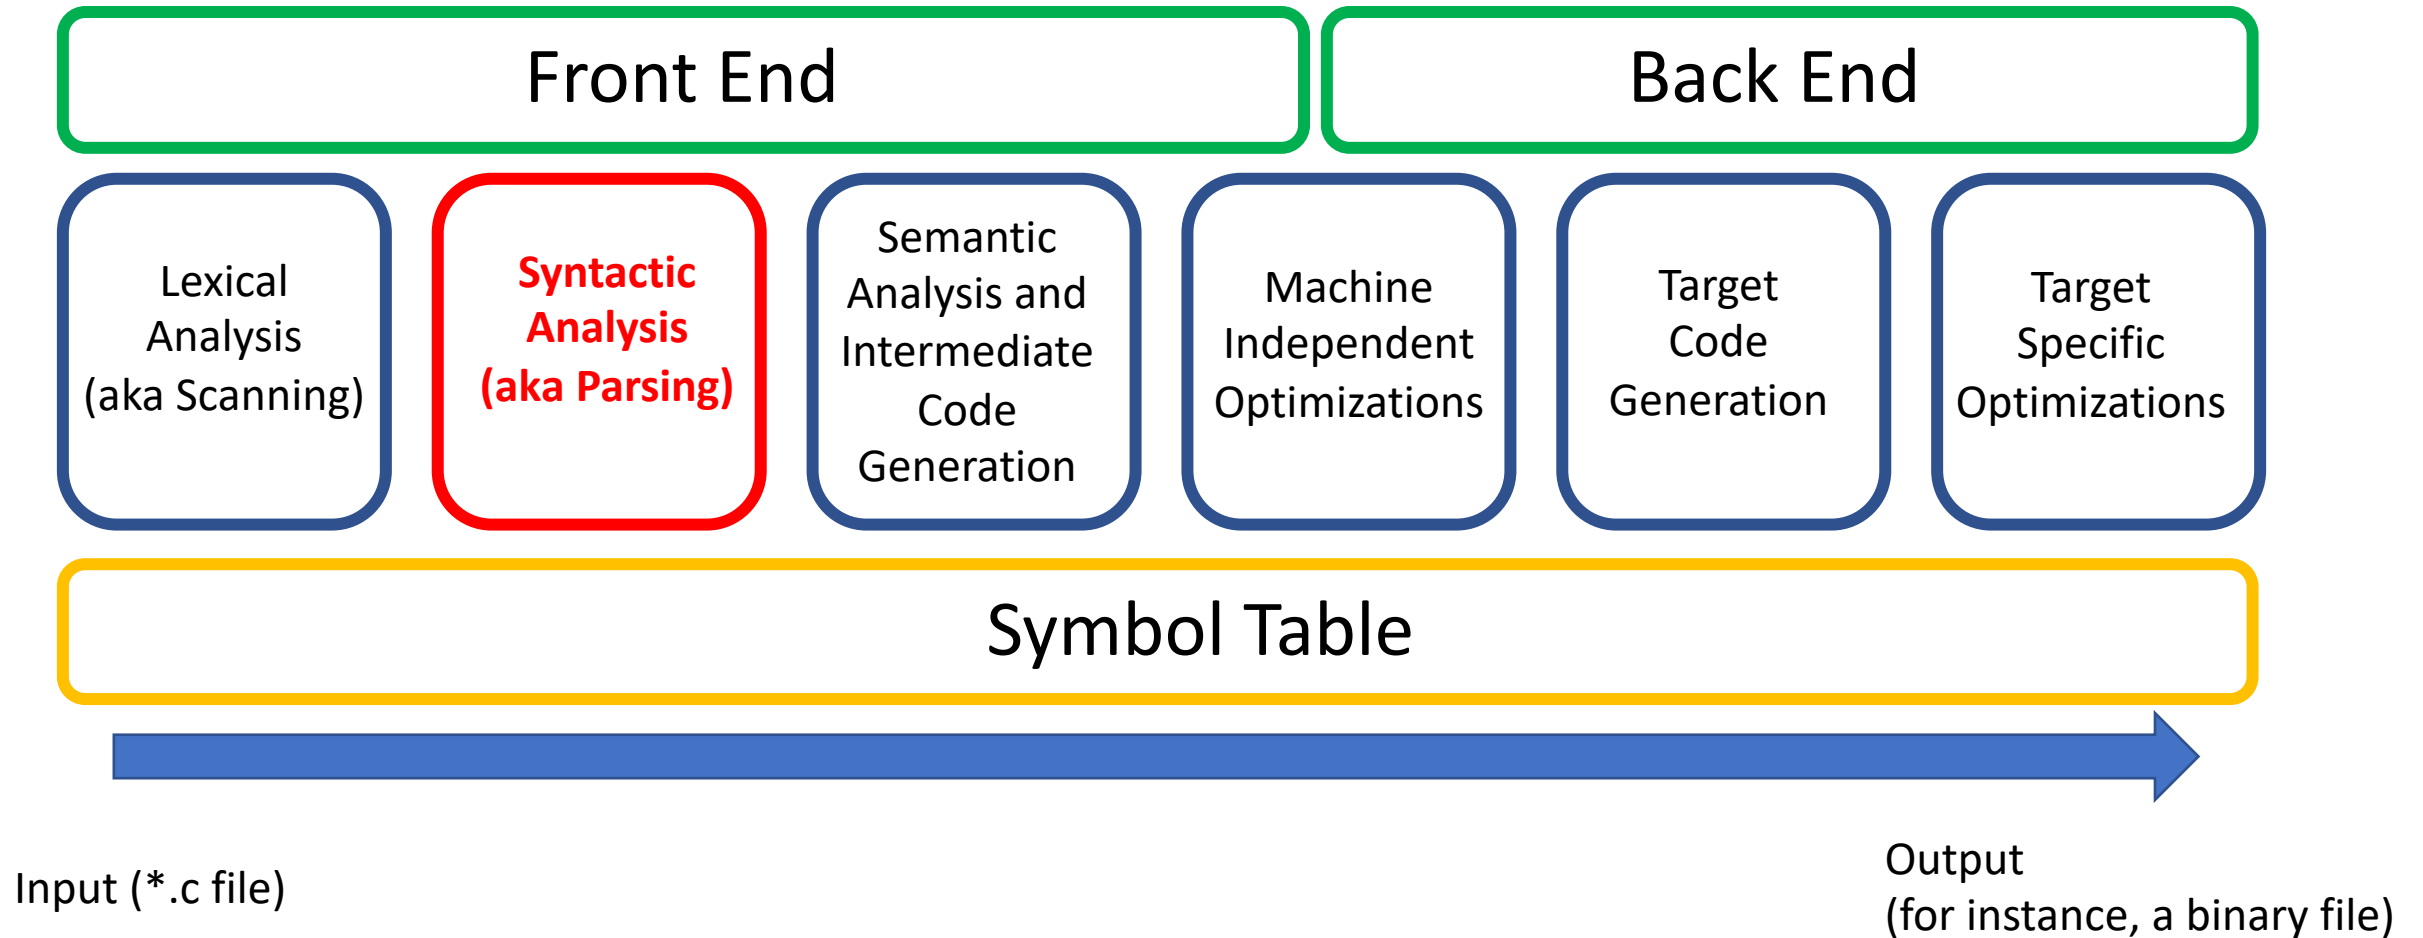 Front End
Back End
Lexical
Analysis
(aka Scanning)
Syntactic
Analysis
(aka Parsing)
Semantic
Analysis and
Intermediate
Code
Generation
Machine
Independent
Optimizations
Target
Code
Generation
Target
Specific
Optimizations
Symbol Table
Input (*.c file)
Output
(for instance, a binary file)